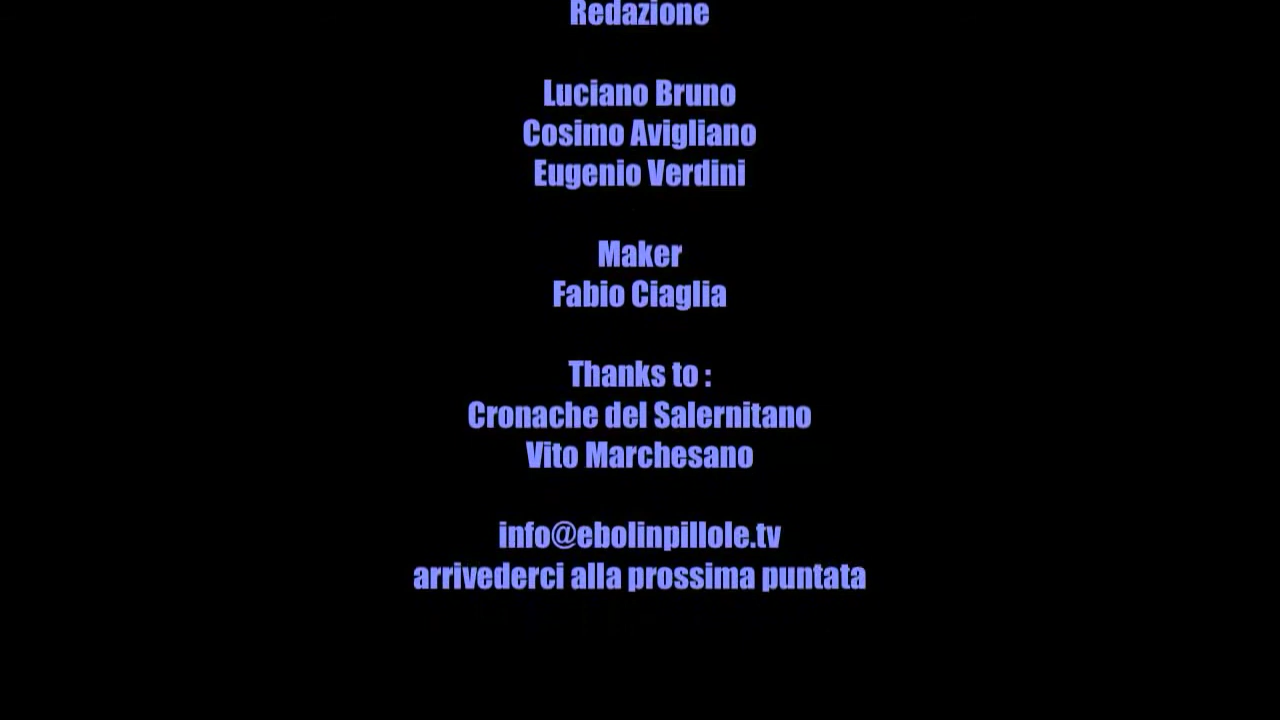 Redazione
Luciano Bruno
Cosimo Avigliano
Eugenio Verdini
Maker
Fabio Ciaglia
Thanks to :
Cronache del Salernitano
Vito Marchesano
info@ebolinpillole.tv
arrivederci alla prossima puntata